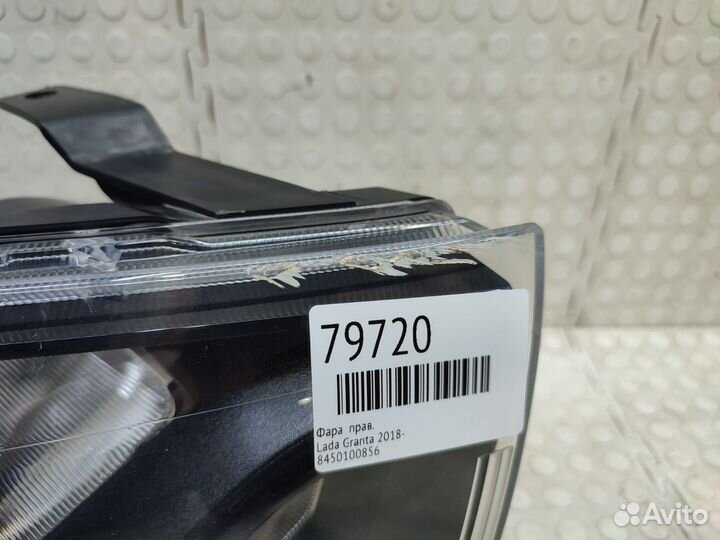 79720
Фара прав.
Lada Granta 2018-
8450100856
Avito